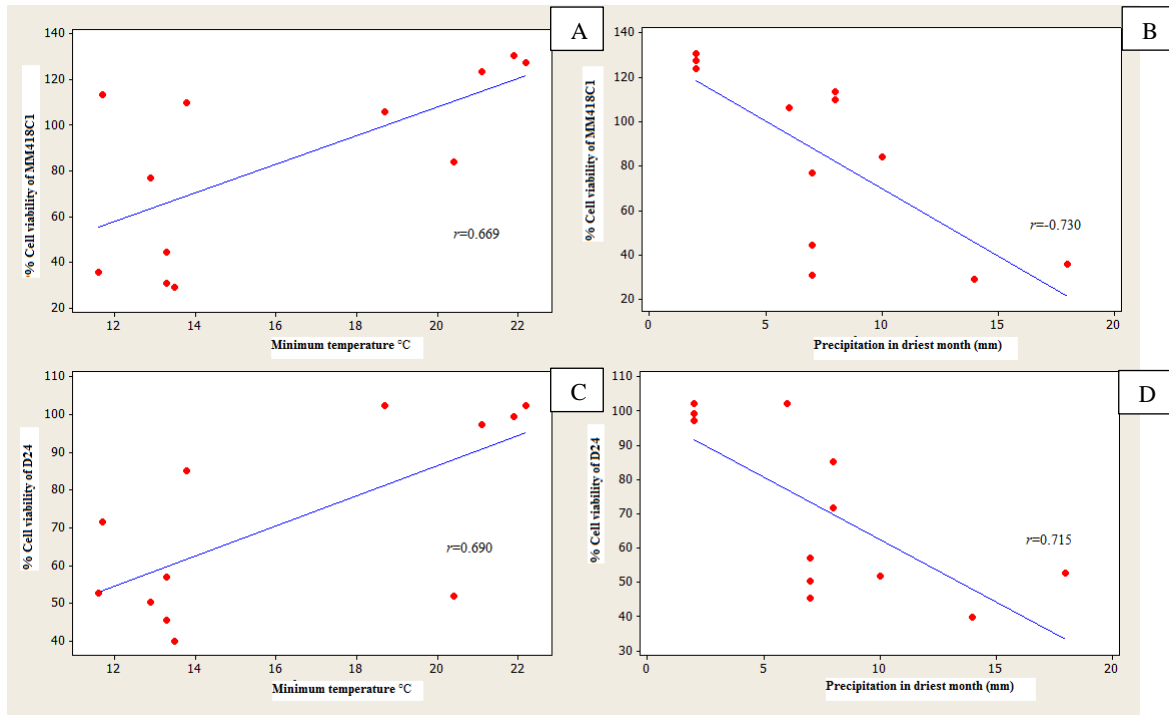 A
% Cell viability of MM418C1
140
120
100
80
60
40
20
r=0.669
12 14 16 18 20 22
Minimum temperature °C
B
% Cell viability of MM418C1
140
120
100
80
60
40
20
r=-0.730
0 5 10 15 20
Precipitation in driest month (mm)
C
% Cell viability of D24
110
100
90
80
70
60
50
40
r=0.690
12 14 16 18 20 22
Minimum temperature °C
D
% Cell viability of D24
110
100
90
80
70
60
50
40
30
r=0.715
0 5 10 15 20
Precipitation in driest month (mm)